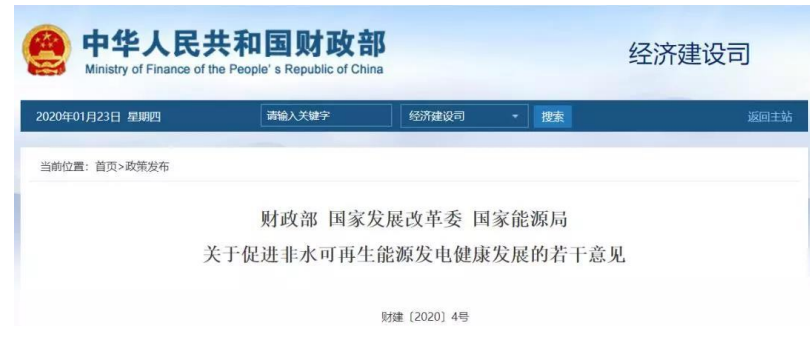 中华人民共和国财政部
Ministry of Finance of the People' s Republic of China
经济建设司
2020年01月23日 星期四 请输入关键字 经济建设司 搜索 返回主站
当前位置：首页>政策发布
财政部 国家发展改革委 国家能源局
关于促进非水可再生能源发电健康发展的若干意见
财建〔2020〕4号